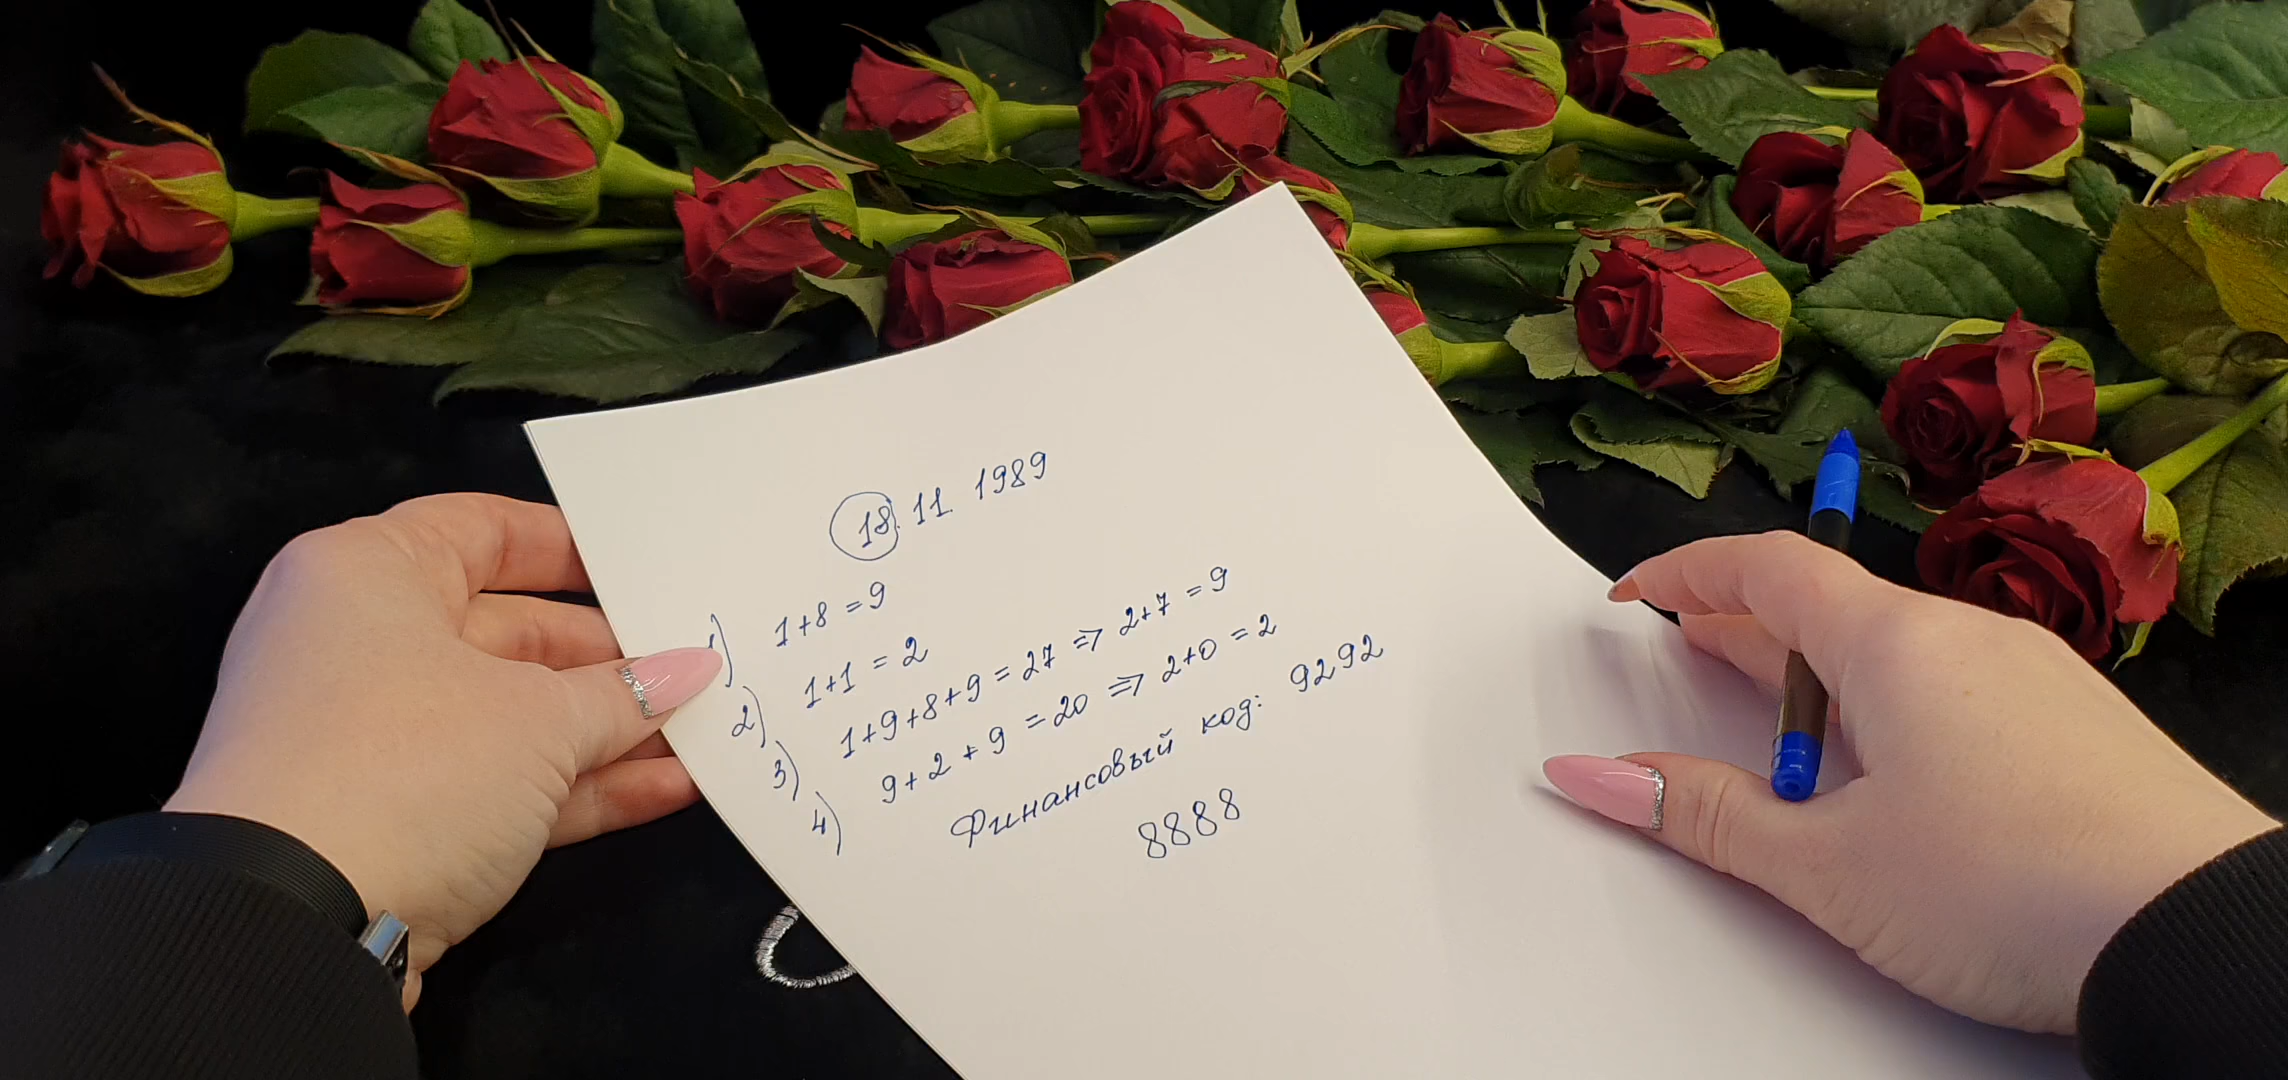 18.11.1989
1) 1+8=9
2) 1+1=2
3) 1+9+8+9=27 => 2+7=9
4) 9+2+9=20 => 2+0=2
Финансовый код: 9292
8888